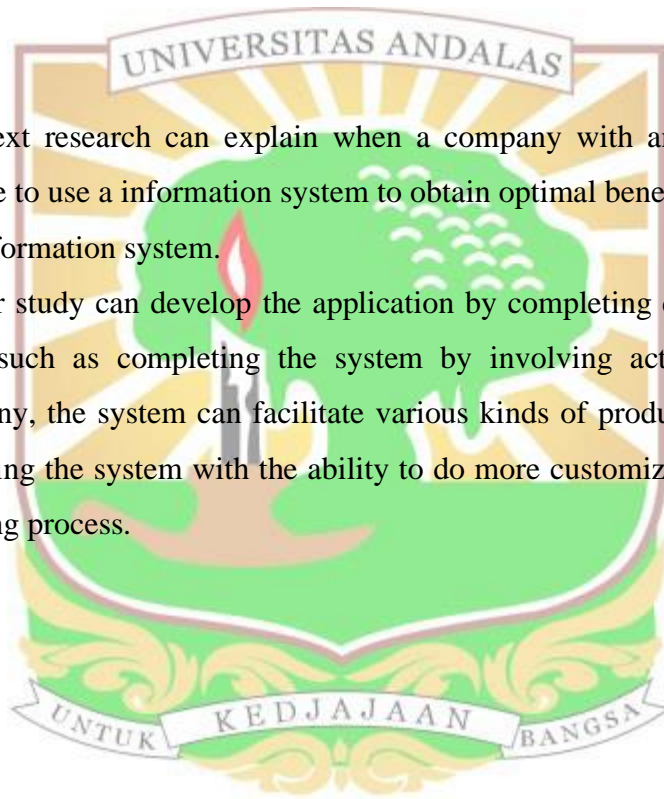 UNIVERSITAS ANDALAS
ext research can explain when a company with
e to use a information system to obtain optimal bene
formation system.
r study can develop the application by completing
such as completing the system by involving act
ny, the system can facilitate various kinds of produ
ing the system with the ability to do more customiz
ng process.
UNTUK KEDJAJAAN BANGSA